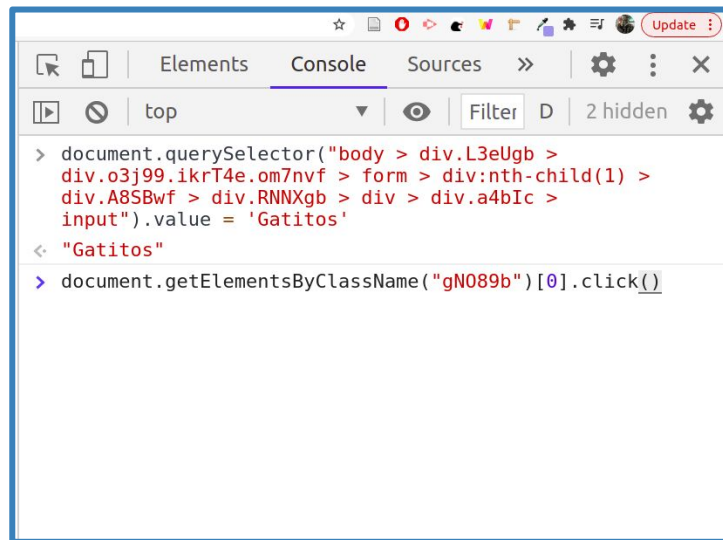 Update
Elements Console Sources
top Filter D 2 hidden
> document.querySelector("body > div.L3eUgb >
div.o3j99.ikrT4e.om7nvf > form > div:nth-child(1) >
div.A8SBwf > div.RNNXgb > div > div.a4bIc >
input").value = 'Gatitos'
"Gatitos"
> document.getElementsByClassName("gNO89b")[0].click()